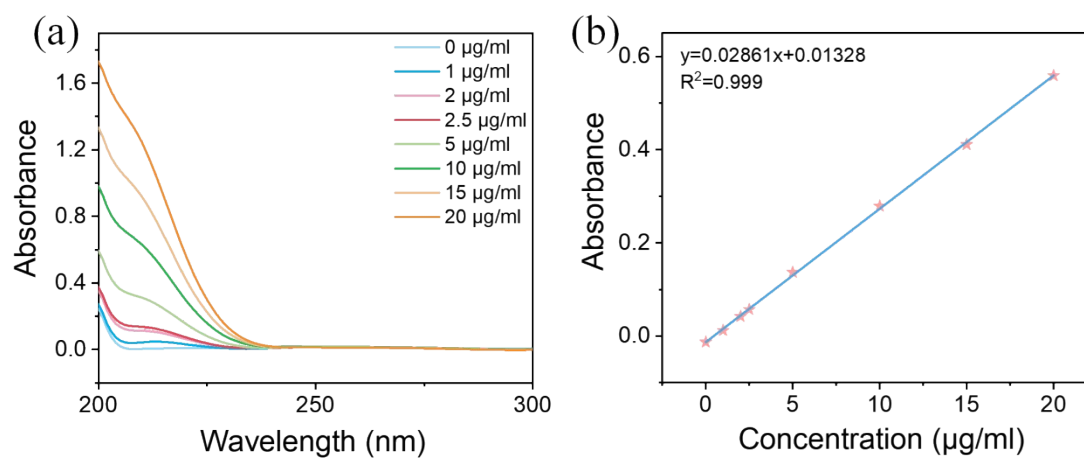 (a)
0 µg/ml
1 µg/ml
2 µg/ml
2.5 µg/ml
5 µg/ml
10 µg/ml
15 µg/ml
20 µg/ml
1.6
1.2
0.8
0.4
0.0
Absorbance
200
250
300
Wavelength (nm)
(b)
y=0.02861x+0.01328
R²=0.999
0.6
0.4
0.2
0.0
Absorbance
0
5
10
15
20
Concentration (µg/ml)